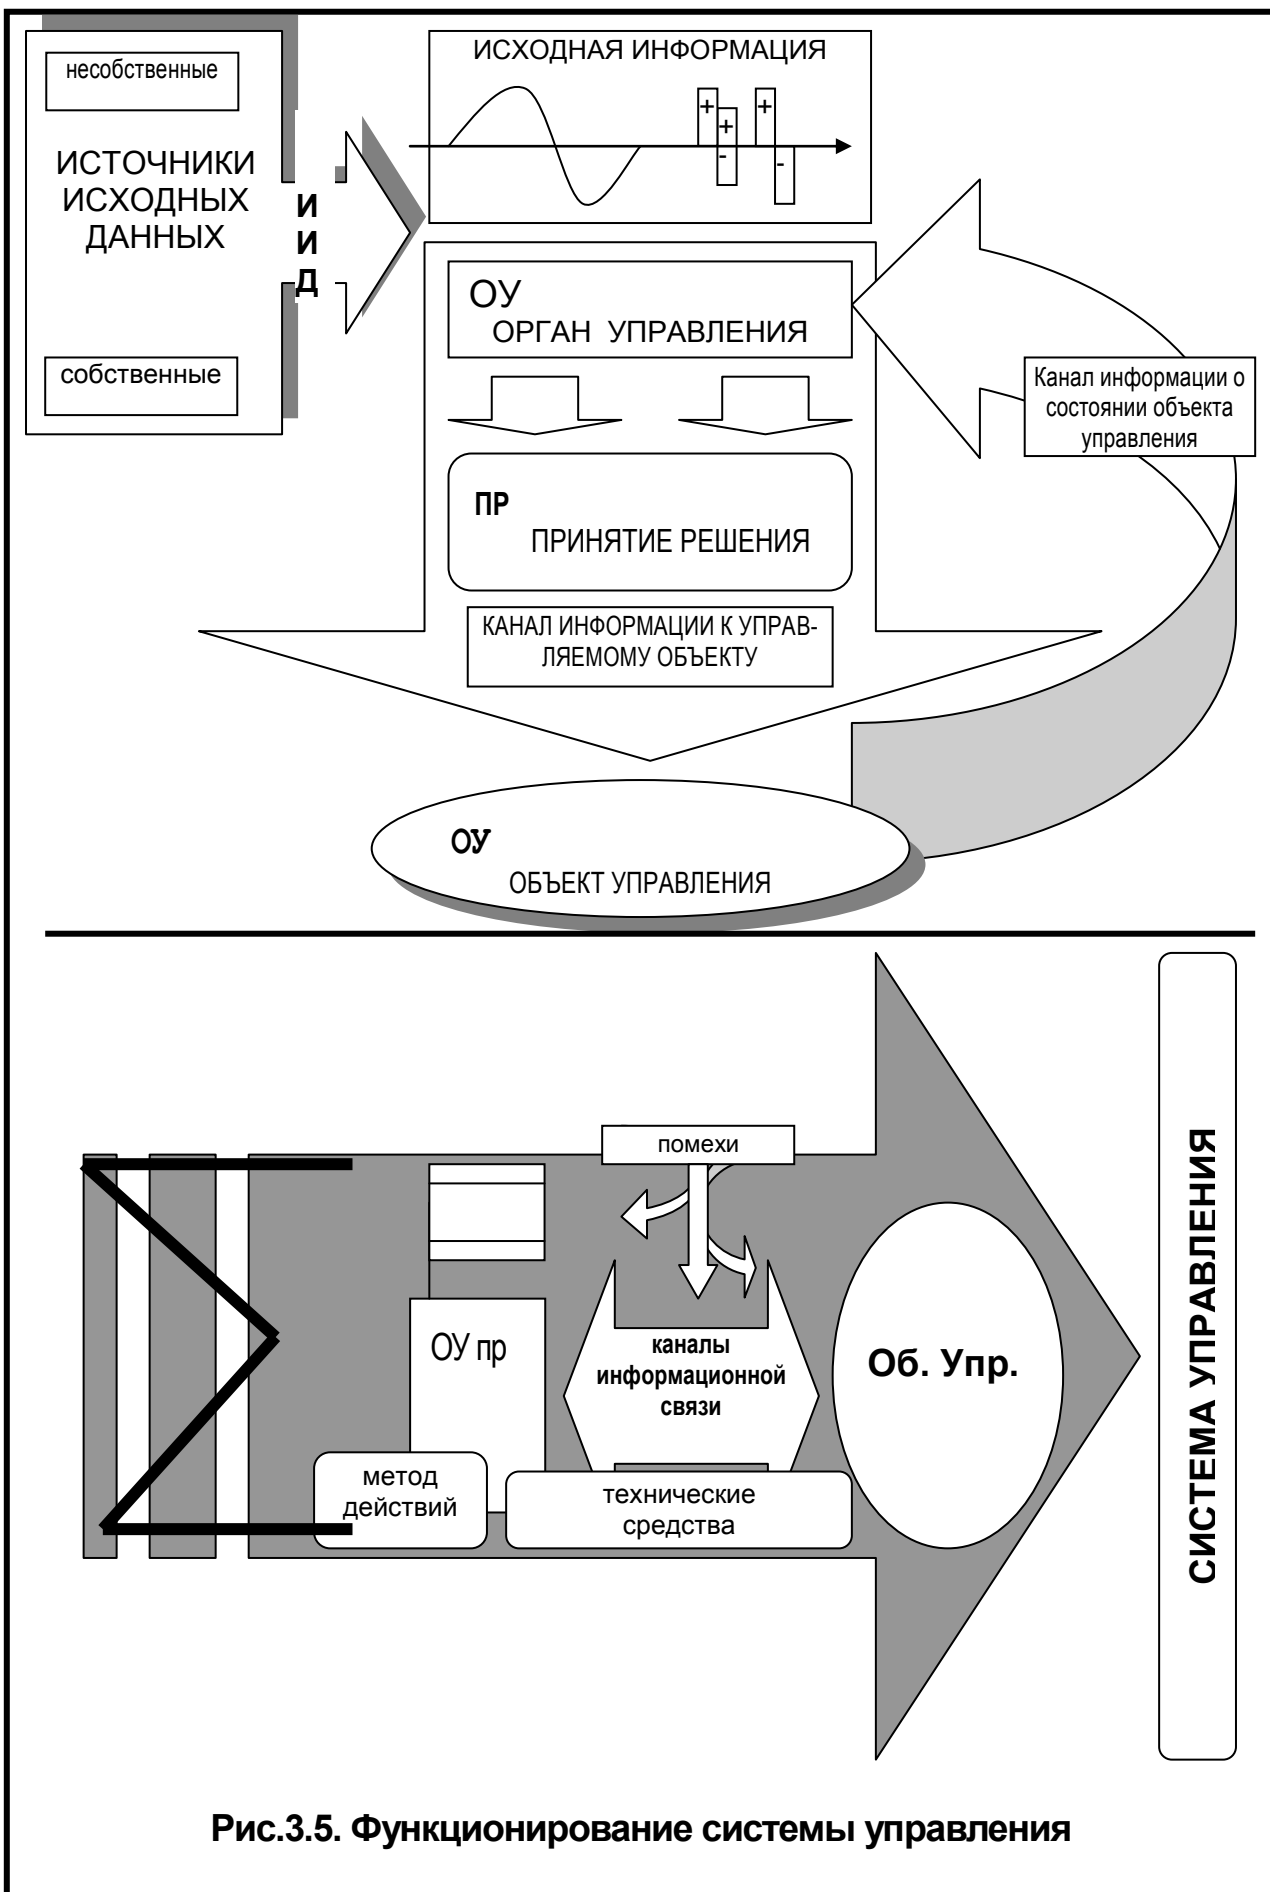 несобственные
ИСТОЧНИКИ
ИСХОДНЫХ
ДАННЫХ
собственные
И
И
Д
ИСХОДНАЯ ИНФОРМАЦИЯ
+
+
-
+
-
ОУ
ОРГАН УПРАВЛЕНИЯ
Канал информации о
состоянии объекта
управления
ПР
ПРИНЯТИЕ РЕШЕНИЯ
КАНАЛ ИНФОРМАЦИИ К УПРАВ-
ЛЯЕМОМУ ОБЪЕКТУ
ОУ
ОБЪЕКТ УПРАВЛЕНИЯ
помехи
ОУ пр
каналы
информационной
связи
Об. Упр.
метод
действий
технические
средства
СИСТЕМА УПРАВЛЕНИЯ
Рис.3.5. Функционирование системы управления